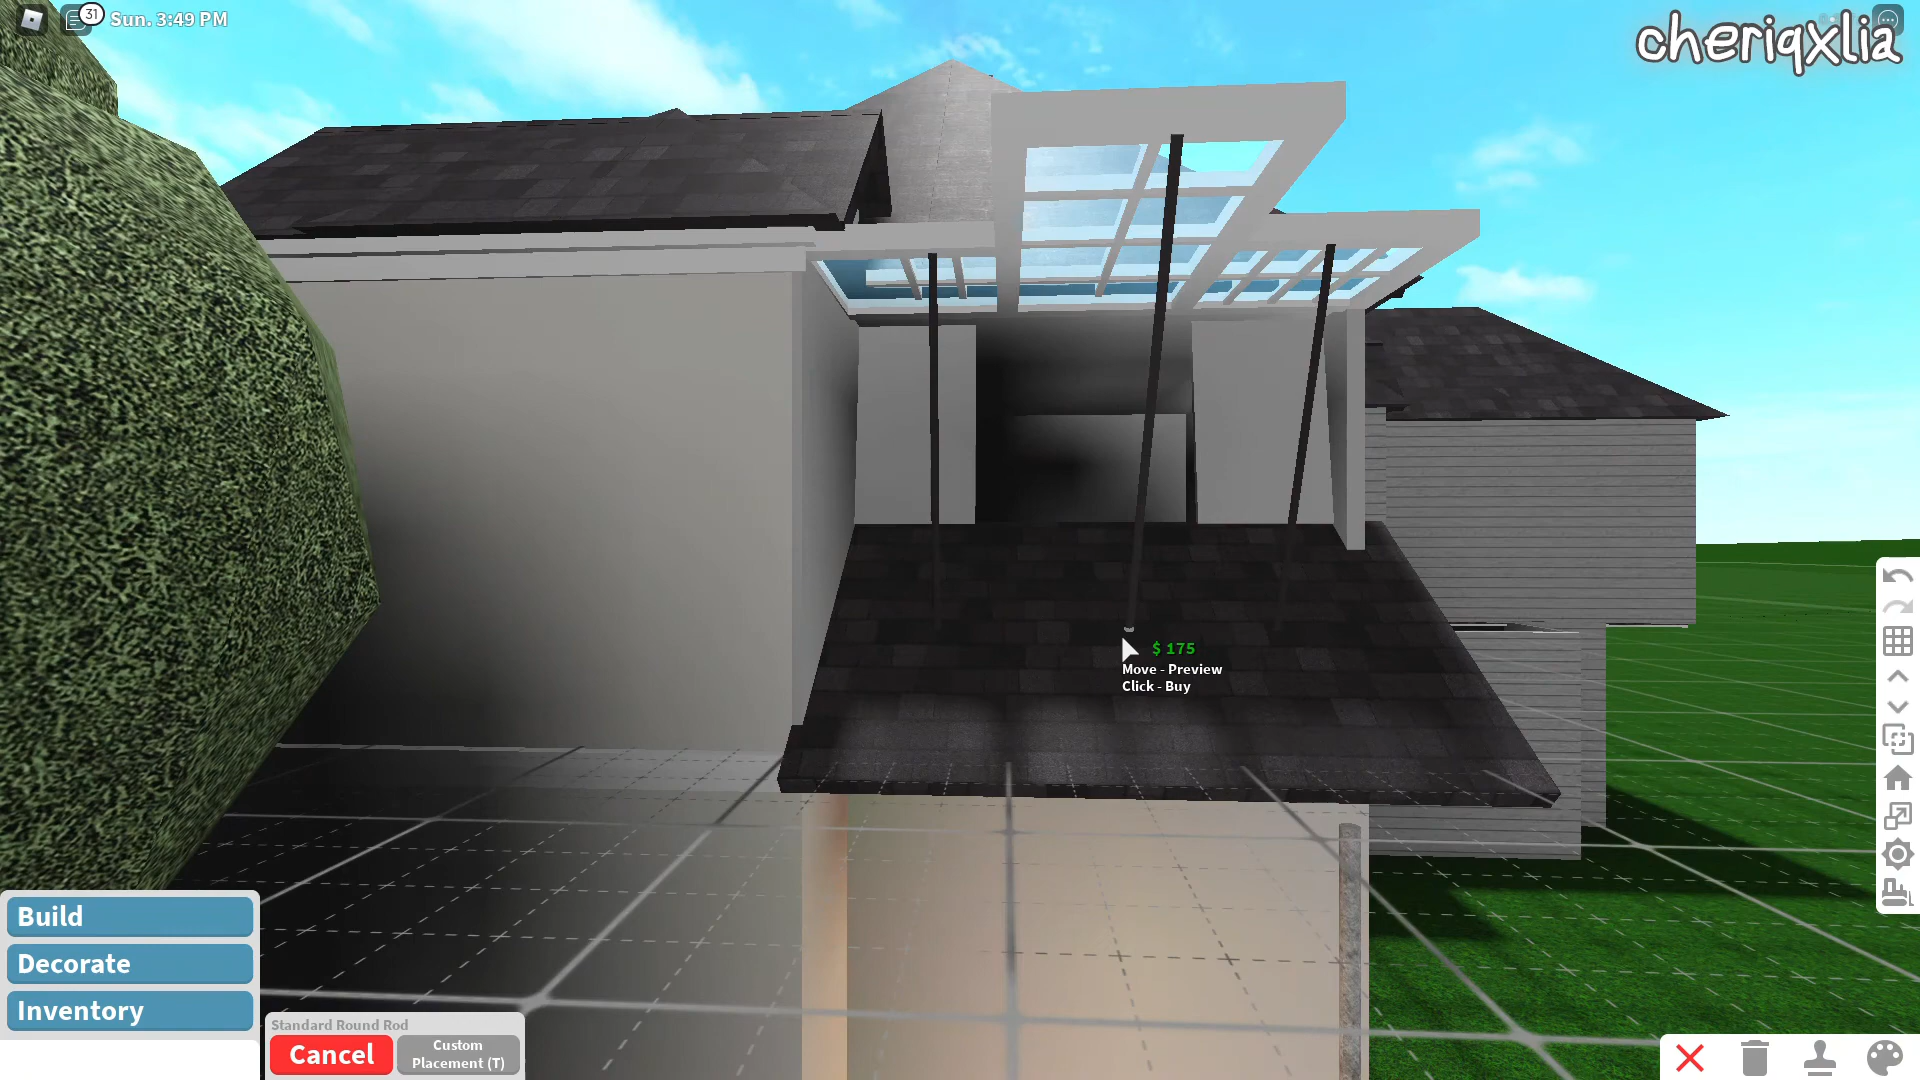 31
Sun. 3:49 PM
cheriqxlia
$ 175
Move - Preview
Click - Buy
Build
Decorate
Inventory
Standard Round Rod
Cancel
Custom
Placement (T)